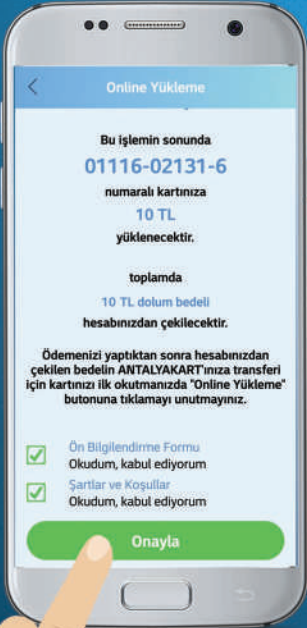 Online Yükleme
Bu işlemin sonunda
01116-02131-6
numaralı kartınıza
10 TL
yüklenecektir.
toplamda
10 TL dolum bedeli
hesabınızdan çekilecektir.
Ödemenizi yaptıktan sonra hesabınızdan
çekilen bedelin ANTALYAKART'ınıza transferi
için kartınızı ilk okutmanızda "Online Yükleme"
butonuna tıklamayı unutmayınız.
Ön Bilgilendirme Formu
Okudum, kabul ediyorum
Şartlar ve Koşullar
Okudum, kabul ediyorum
Onayla